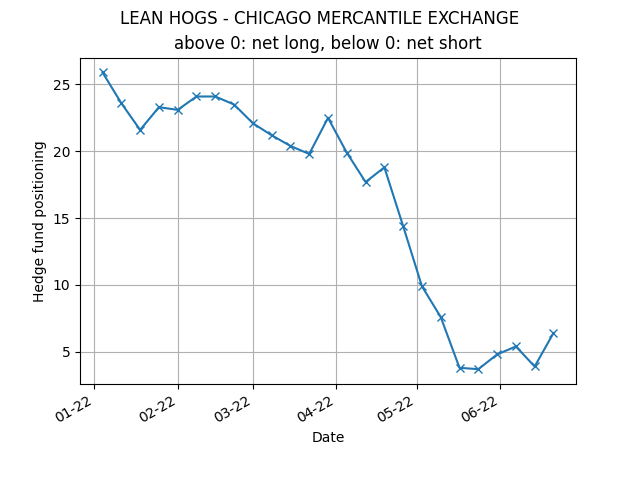 LEAN HOGS - CHICAGO MERCANTILE EXCHANGE
above 0: net long, below 0: net short
25
20
15
10
5
Hedge fund positioning
01-22
02-22
03-22
04-22
05-22
06-22
Date